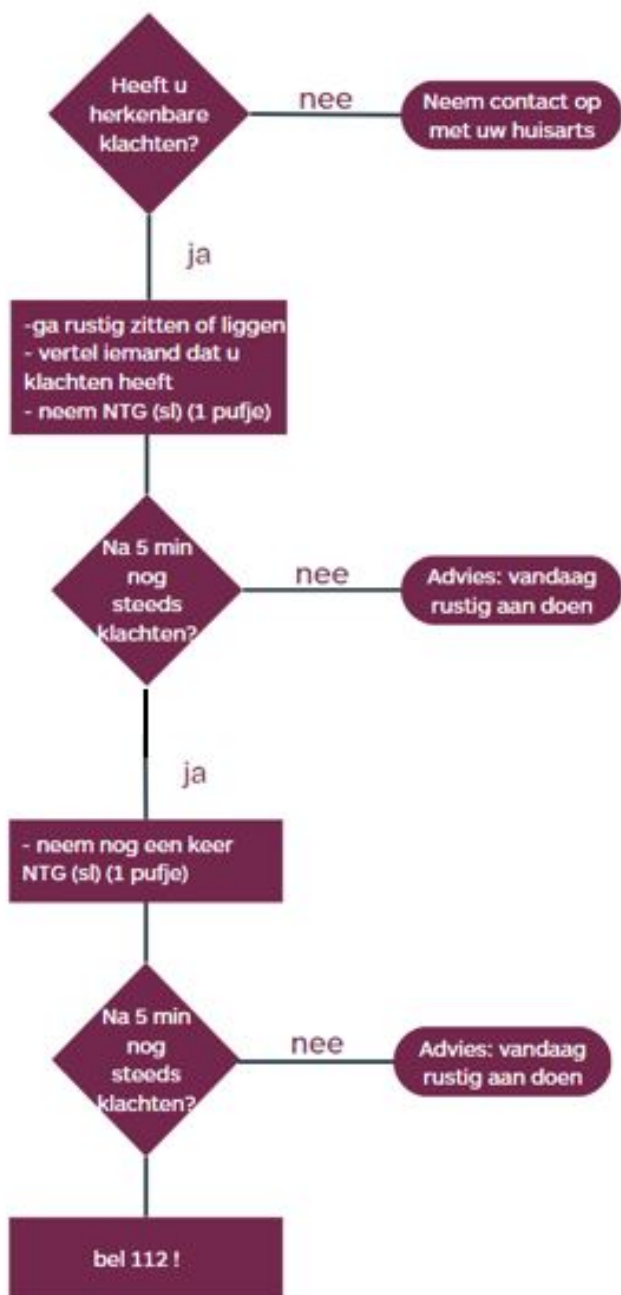 Heeft u
herkenbare
klachten?
nee
Neem contact op
met uw huisarts
ja
-ga rustig zitten of liggen
- vertel iemand dat u
klachten heeft
- neem NTG (sl) (1 pufje)
Na 5 min
nog
steeds
klachten?
nee
Advies: vandaag
rustig aan doen
ja
- neem nog een keer
NTG (sl) (1 pufje)
Na 5 min
nog
steeds
klachten?
nee
Advies: vandaag
rustig aan doen
bel 112 !